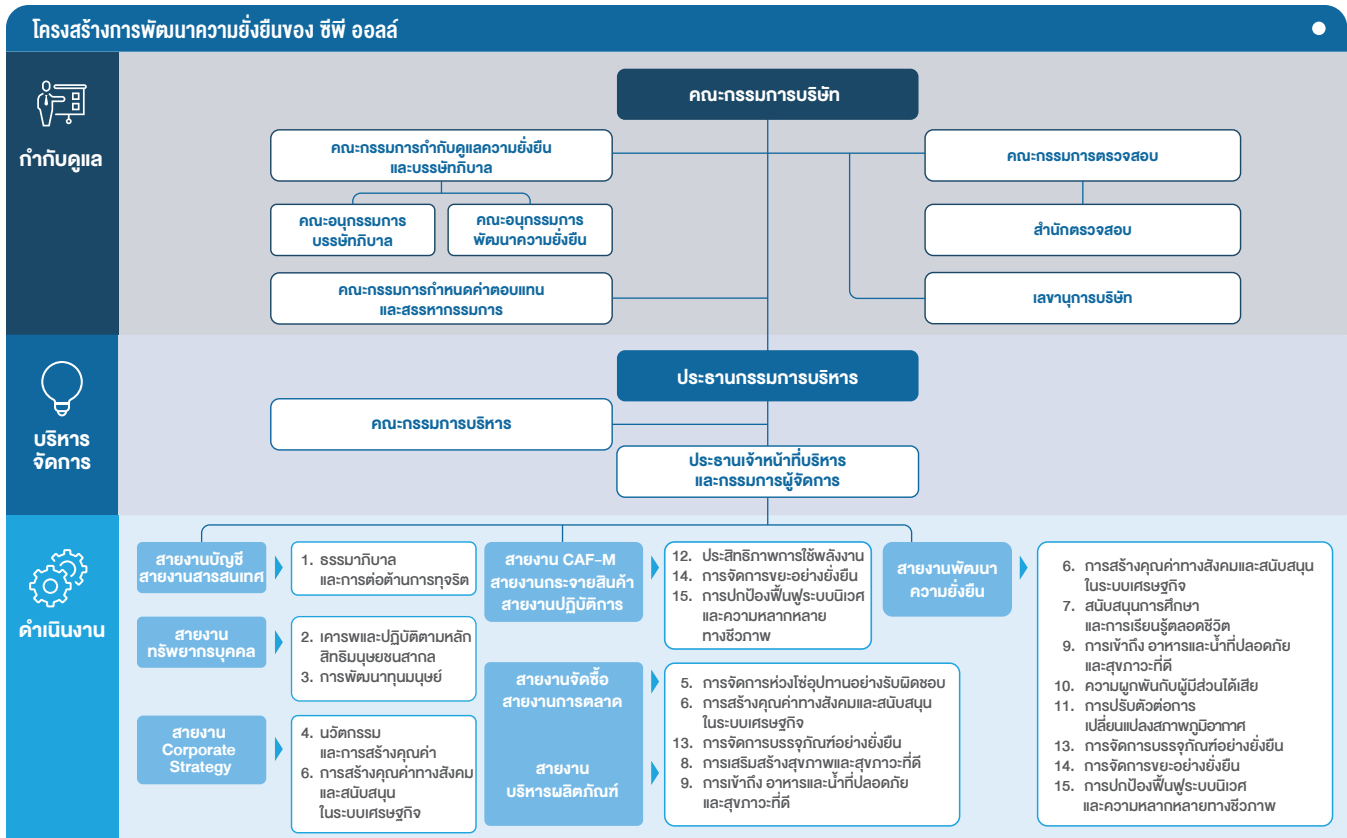 โครงสร้างการพัฒนาความยั่งยืนของ ซีพี ออลล์
กำกับดูแล
คณะกรรมการบริษัท
คณะกรรมการกำกับดูแลความยั่งยืน
และบรรษัทภิบาล
คณะกรรมการตรวจสอบ
คณะอนุกรรมการ
บรรษัทภิบาล
คณะอนุกรรมการ
พัฒนาความยั่งยืน
สำนักตรวจสอบ
คณะกรรมการกำหนดค่าตอบแทน
และสรรหากรรมการ
เลขานุการบริษัท
บริหาร
จัดการ
ประธานกรรมการบริหาร
คณะกรรมการบริหาร
ประธานเจ้าหน้าที่บริหาร
และกรรมการผู้จัดการ
ดำเนินงาน
สายงานบัญชี
สายงานสารสนเทศ
1. ธรรมาภิบาล
และการต่อต้านการทุจริต
สายงาน
ทรัพยากรบุคคล
2. เคารพและปฏิบัติตามหลัก
สิทธิมนุษยชนสากล
3. การพัฒนาทุนมนุษย์
สายงาน
Corporate
Strategy
4. นวัตกรรม
และการสร้างคุณค่า
6. การสร้างคุณค่าทางสังคม
และสนับสนุน
ในระบบเศรษฐกิจ
สายงาน CAF-M
สายงานกระจายสินค้า
สายงานปฏิบัติการ
12. ประสิทธิภาพการใช้พลังงาน
14. การจัดการขยะอย่างยั่งยืน
15. การปกป้องฟื้นฟูระบบนิเวศ
และความหลากหลาย
ทางชีวภาพ
สายงานจัดซื้อ
สายงานการตลาด
สายงาน
บริหารผลิตภัณฑ์
5. การจัดการห่วงโซ่อุปทานอย่างรับผิดชอบ
6. การสร้างคุณค่าทางสังคมและสนับสนุน
ในระบบเศรษฐกิจ
13. การจัดการบรรจุภัณฑ์อย่างยั่งยืน
8. การเสริมสร้างสุขภาพและสุขภาวะที่ดี
9. การเข้าถึง อาหารและน้ำที่ปลอดภัย
และสุขภาวะที่ดี
สายงานพัฒนา
ความยั่งยืน
6. การสร้างคุณค่าทางสังคมและสนับสนุน
ในระบบเศรษฐกิจ
7. สนับสนุนการศึกษา
และการเรียนรู้ตลอดชีวิต
9. การเข้าถึง อาหารและน้ำที่ปลอดภัย
และสุขภาวะที่ดี
10. ความผูกพันกับผู้มีส่วนได้เสีย
11. การปรับตัวต่อการ
เปลี่ยนแปลงสภาพภูมิอากาศ
13. การจัดการบรรจุภัณฑ์อย่างยั่งยืน
14. การจัดการขยะอย่างยั่งยืน
15. การปกป้องฟื้นฟูระบบนิเวศ
และความหลากหลายทางชีวภาพ